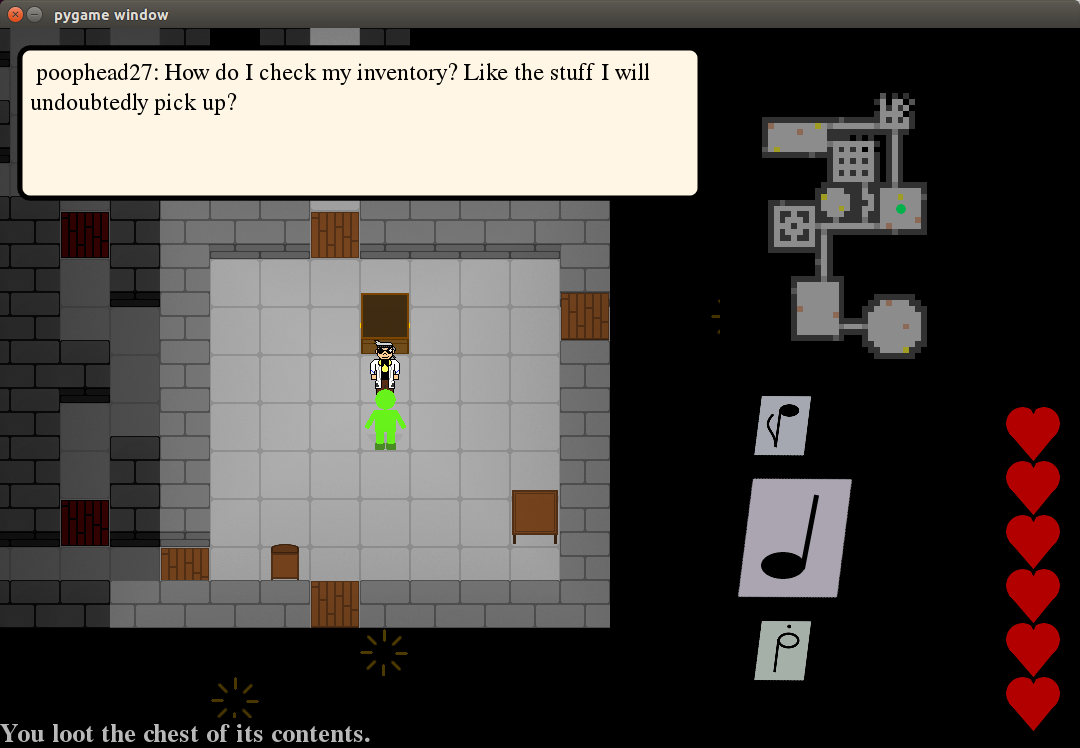 pygame window
poophead27: How do I check my inventory? Like the stuff I will
undoubtedly pick up?
You loot the chest of its contents.